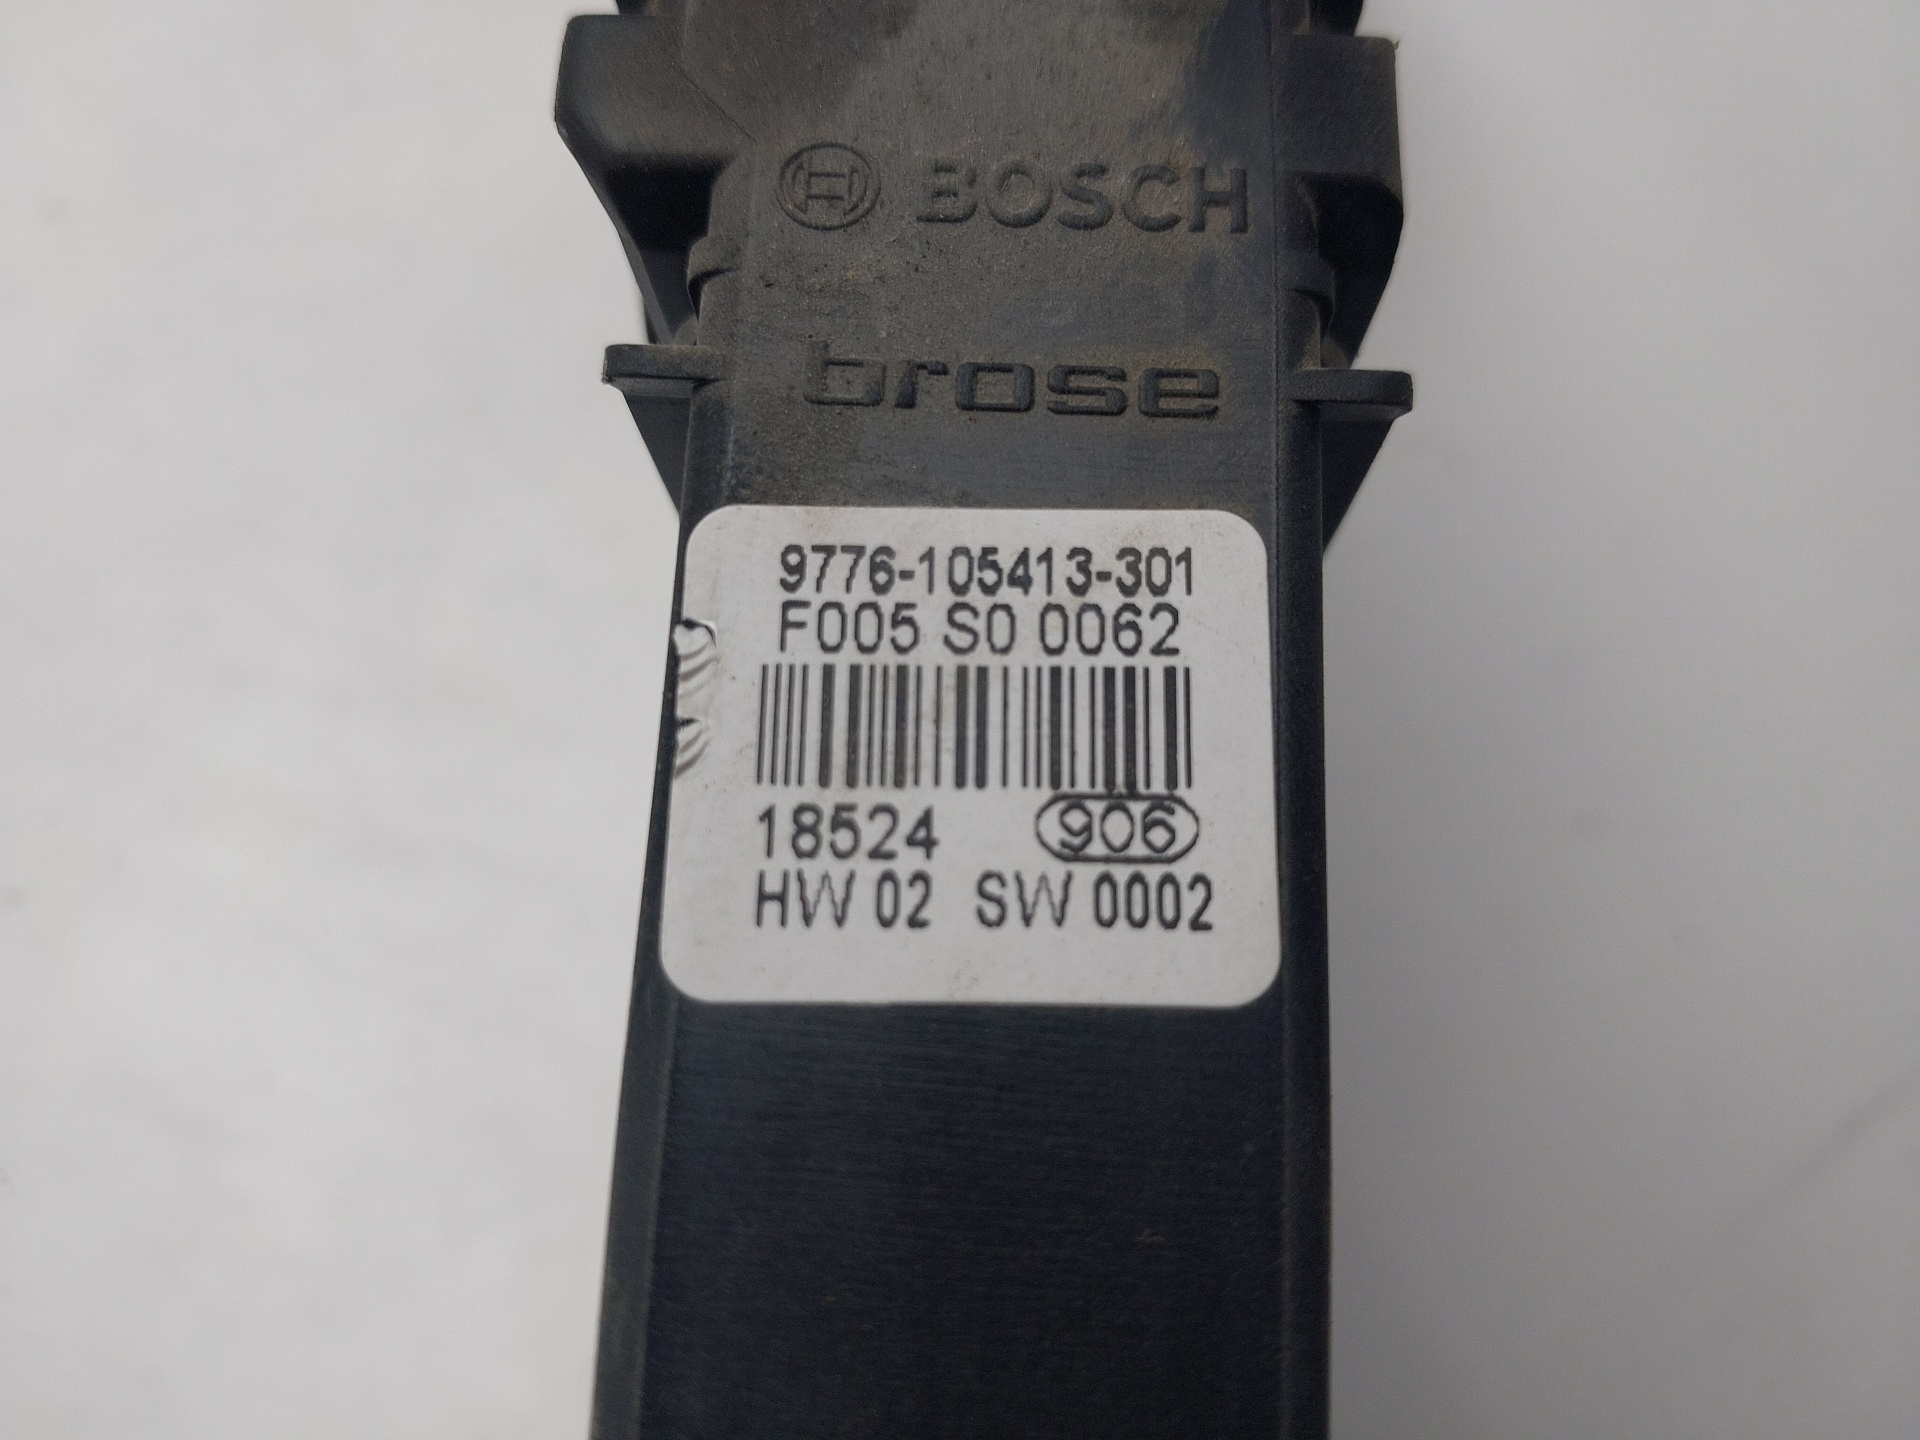 BOSCH
brose
9776-105413-301
F005 S0 0062
18524 906
HW 02 SW 0002